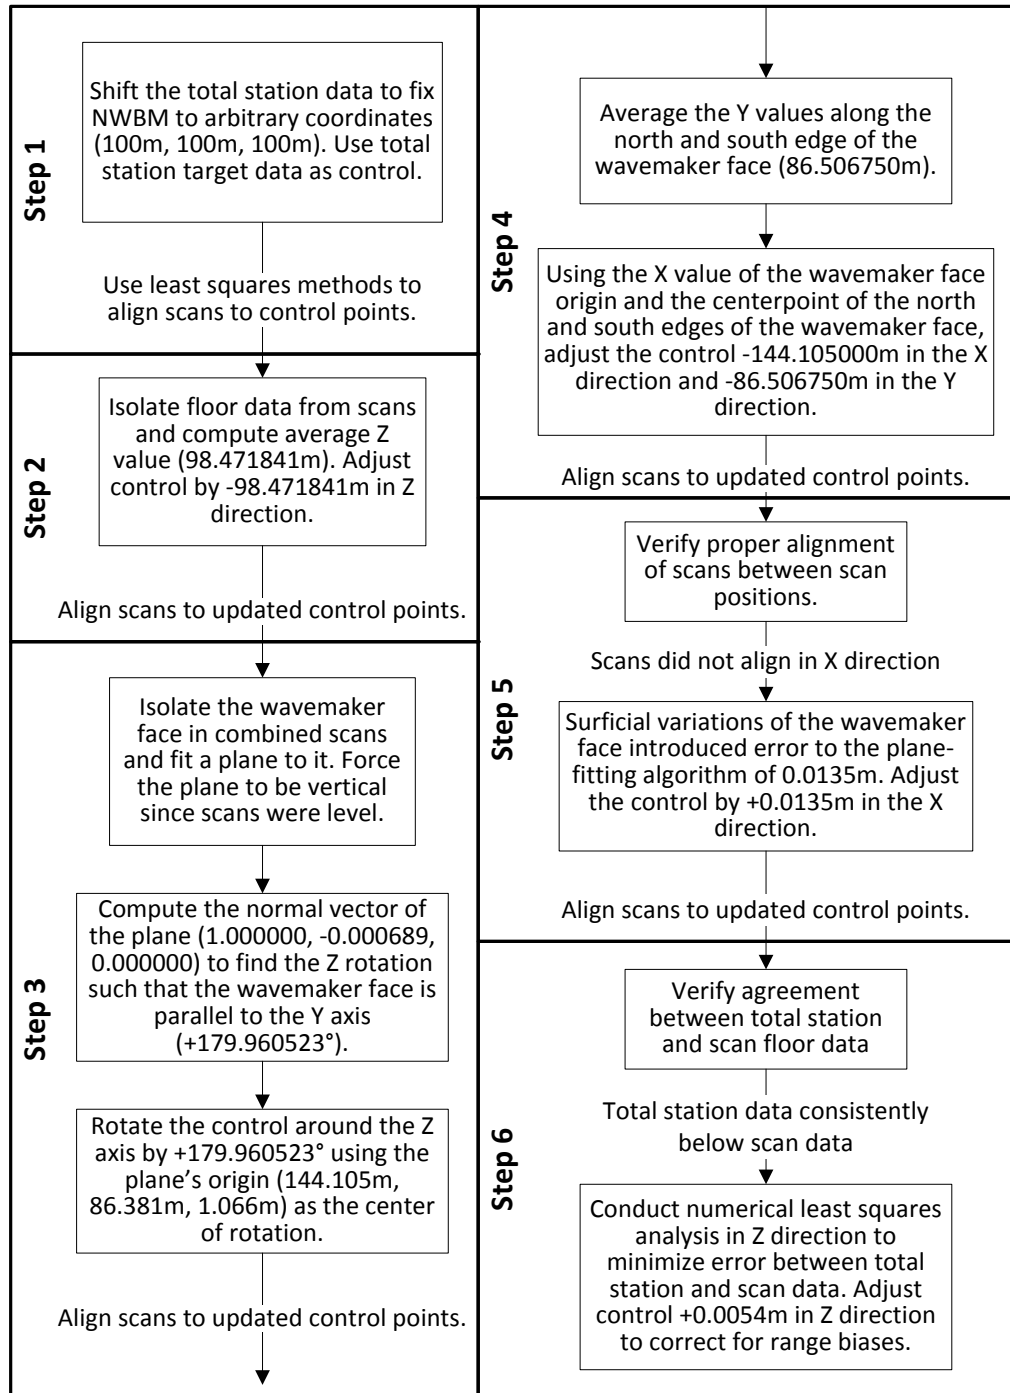 Step 1
Shift the total station data to fix
NWBM to arbitrary coordinates
(100m, 100m, 100m). Use total
station target data as control.
Use least squares methods to
align scans to control points.
Step 2
Isolate floor data from scans
and compute average Z
value (98.471841m). Adjust
control by -98.471841m in Z
direction.
Align scans to updated control points.
Step 3
Isolate the wavemaker
face in combined scans
and fit a plane to it. Force
the plane to be vertical
since scans were level.
Compute the normal vector of
the plane (1.000000, -0.000689,
0.000000) to find the Z rotation
such that the wavemaker face is
parallel to the Y axis
(+179.960523°).
Rotate the control around the Z
axis by +179.960523° using the
plane’s origin (144.105m,
86.381m, 1.066m) as the center
of rotation.
Align scans to updated control points.
Step 4
Average the Y values along the
north and south edge of the
wavemaker face (86.506750m).
Using the X value of the wavemaker face
origin and the centerpoint of the north
and south edges of the wavemaker face,
adjust the control -144.105000m in the X
direction and -86.506750m in the Y
direction.
Align scans to updated control points.
Step 5
Verify proper alignment
of scans between scan
positions.
Scans did not align in X direction
Surficial variations of the wavemaker
face introduced error to the plane-
fitting algorithm of 0.0135m. Adjust
the control by +0.0135m in the X
direction.
Align scans to updated control points.
Step 6
Verify agreement
between total station
and scan floor data
Total station data consistently
below scan data
Conduct numerical least squares
analysis in Z direction to
minimize error between total
station and scan data. Adjust
control +0.0054m in Z direction
to correct for range biases.